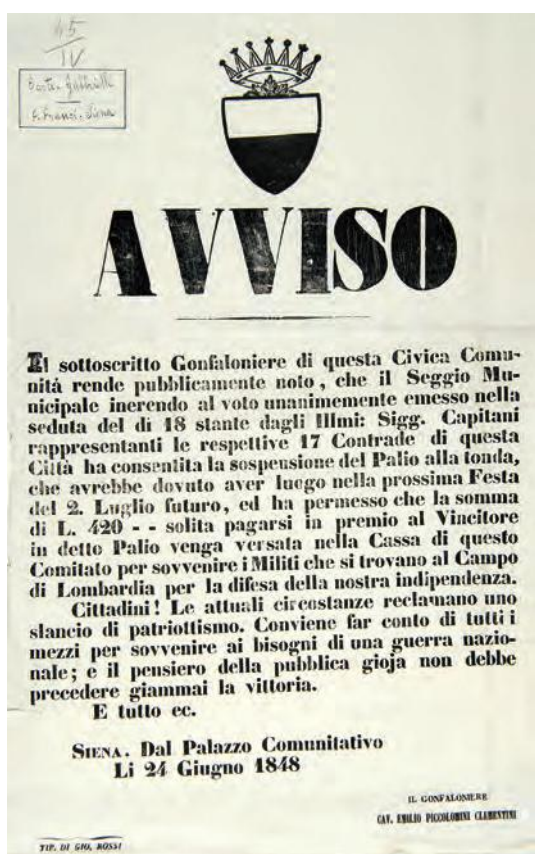 45
IV
AVVISO
Il sottoscritto Gonfaloniere di questa Civica Comu-
nità rende pubblicamente noto, che il Seggio Mu-
nicipale inerendo al voto unanimemente emesso nella
seduta del dì 18 stante dagli Illmi: Sigg. Capitani
rappresentanti le respettive 17 Contrade di questa
Città ha consentita la sospensione del Palio alla tonda,
che avrebbe dovuto aver luogo nella prossima Festa
del 2. Luglio futuro, ed ha permesso che la somma
di L. 420 - - solita pagarsi in premio al Vincitore
in detto Palio venga versata nella Cassa di questo
Comitato per sovvenire i Militi che si trovano al Campo
di Lombardia per la difesa della nostra indipendenza.
Cittadini! Le attuali circostanze reclamano uno
slancio di patriottismo. Conviene far conto di tutti i
mezzi per sovvenire ai bisogni di una guerra nazio-
nale; e il pensiero della pubblica gioja non debbe
precedere giammai la vittoria.
E tutto ec.
SIENA. Dal Palazzo Comunitativo
Li 24 Giugno 1848
IL GONFALONIERE
CAV. EMILIO PICCOLOMINI CLEMENTINI
TIP. DI GIO. ROSSI